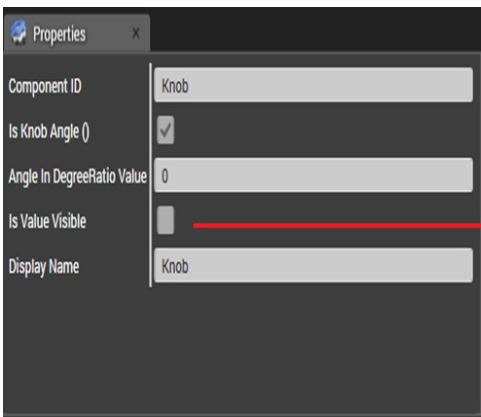 Properties ×
Component ID Knob
Is Knob Angle ()
Angle In DegreeRatio Value 0
Is Value Visible
Display Name Knob